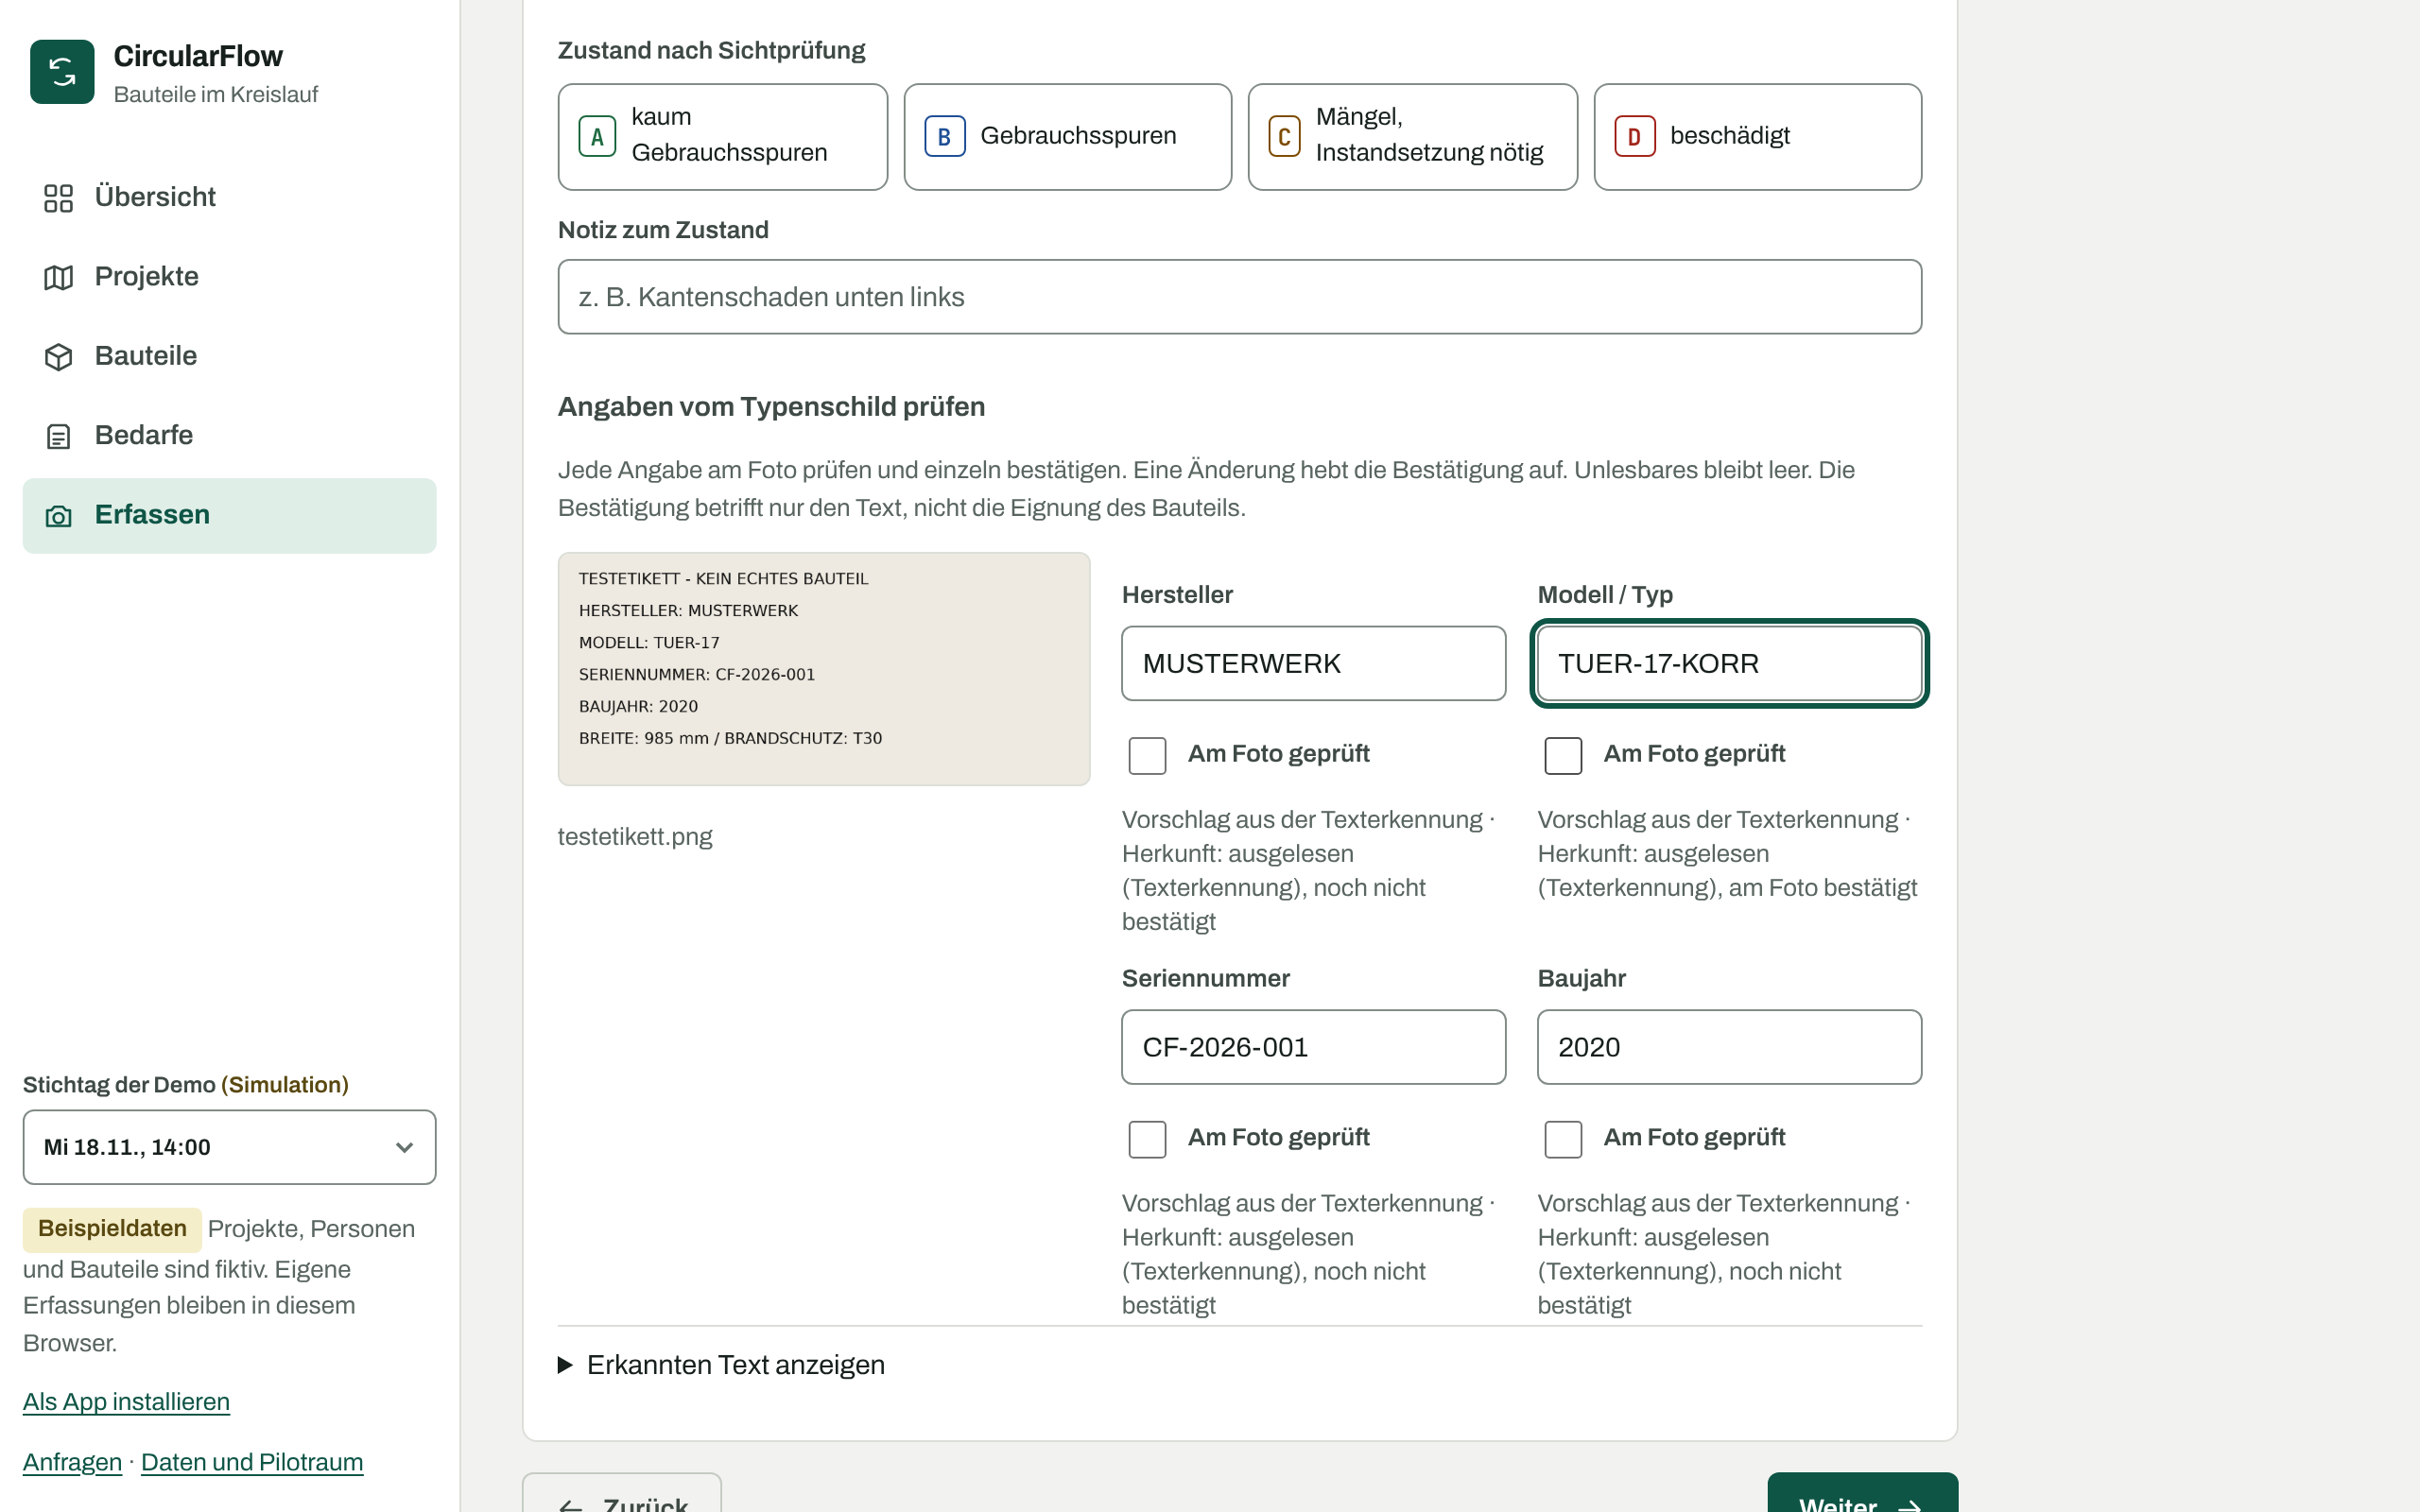 CircularFlow
Bauteile im Kreislauf
Übersicht
Projekte
Bauteile
Bedarfe
Erfassen
Stichtag der Demo (Simulation)
Mi 18.11., 14:00
Beispieldaten Projekte, Personen
und Bauteile sind fiktiv. Eigene
Erfassungen bleiben in diesem
Browser.
Als App installieren
Anfragen · Daten und Pilotraum
Zustand nach Sichtprüfung
A kaum
Gebrauchsspuren
B Gebrauchsspuren
C Mängel,
Instandsetzung nötig
D beschädigt
Notiz zum Zustand
z. B. Kantenschaden unten links
Angaben vom Typenschild prüfen
Jede Angabe am Foto prüfen und einzeln bestätigen. Eine Änderung hebt die Bestätigung auf. Unlesbares bleibt leer. Die
Bestätigung betrifft nur den Text, nicht die Eignung des Bauteils.
TESTETIKETT - KEIN ECHTES BAUTEIL
HERSTELLER: MUSTERWERK
MODELL: TUER-17
SERIENNUMMER: CF-2026-001
BAUJAHR: 2020
BREITE: 985 mm / BRANDSCHUTZ: T30
testetikett.png
Hersteller
MUSTERWERK
Am Foto geprüft
Vorschlag aus der Texterkennung ·
Herkunft: ausgelesen
(Texterkennung), noch nicht
bestätigt
Modell / Typ
TUER-17-KORR
Am Foto geprüft
Vorschlag aus der Texterkennung ·
Herkunft: ausgelesen
(Texterkennung), am Foto bestätigt
Seriennummer
CF-2026-001
Am Foto geprüft
Vorschlag aus der Texterkennung ·
Herkunft: ausgelesen
(Texterkennung), noch nicht
bestätigt
Baujahr
2020
Am Foto geprüft
Vorschlag aus der Texterkennung ·
Herkunft: ausgelesen
(Texterkennung), noch nicht
bestätigt
Erkannten Text anzeigen
Zurück
Weiter